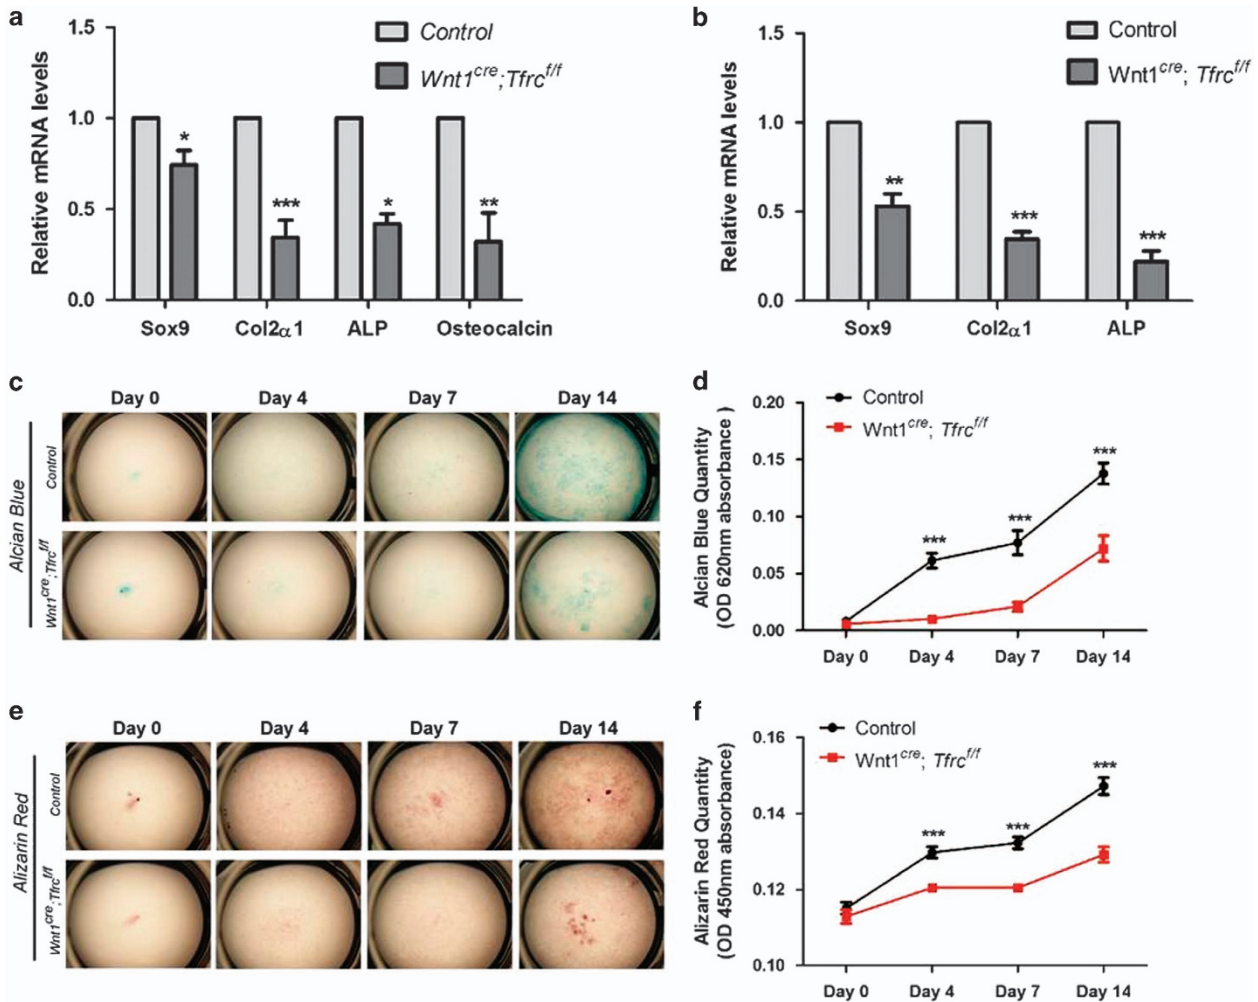 a
1.5
1.0
0.5
0.0
Relative mRNA levels
Control
Wnt1cre;Tfrcf/f
*
***
*
**
Sox9
Col2α1
ALP
Osteocalcin
b
1.5
1.0
0.5
0.0
Relative mRNA levels
Control
Wnt1cre; Tfrcf/f
**
***
***
Sox9
Col2α1
ALP
c
Day 0
Day 4
Day 7
Day 14
Alcian Blue
Control
Wnt1cre;Tfrcf/f
d
0.20
0.15
0.10
0.05
0.00
Alcian Blue Quantity
(OD 620nm absorbance )
Control
Wnt1cre; Tfrcf/f
***
***
***
Day 0
Day 4
Day 7
Day 14
e
Day 0
Day 4
Day 7
Day 14
Alizarin Red
Control
Wnt1cre;Tfrcf/f
f
0.16
0.14
0.12
0.10
Alizarin Red Quantity
(OD 450nm absorbance)
Control
Wnt1cre; Tfrcf/f
***
***
***
Day 0
Day 4
Day 7
Day 14